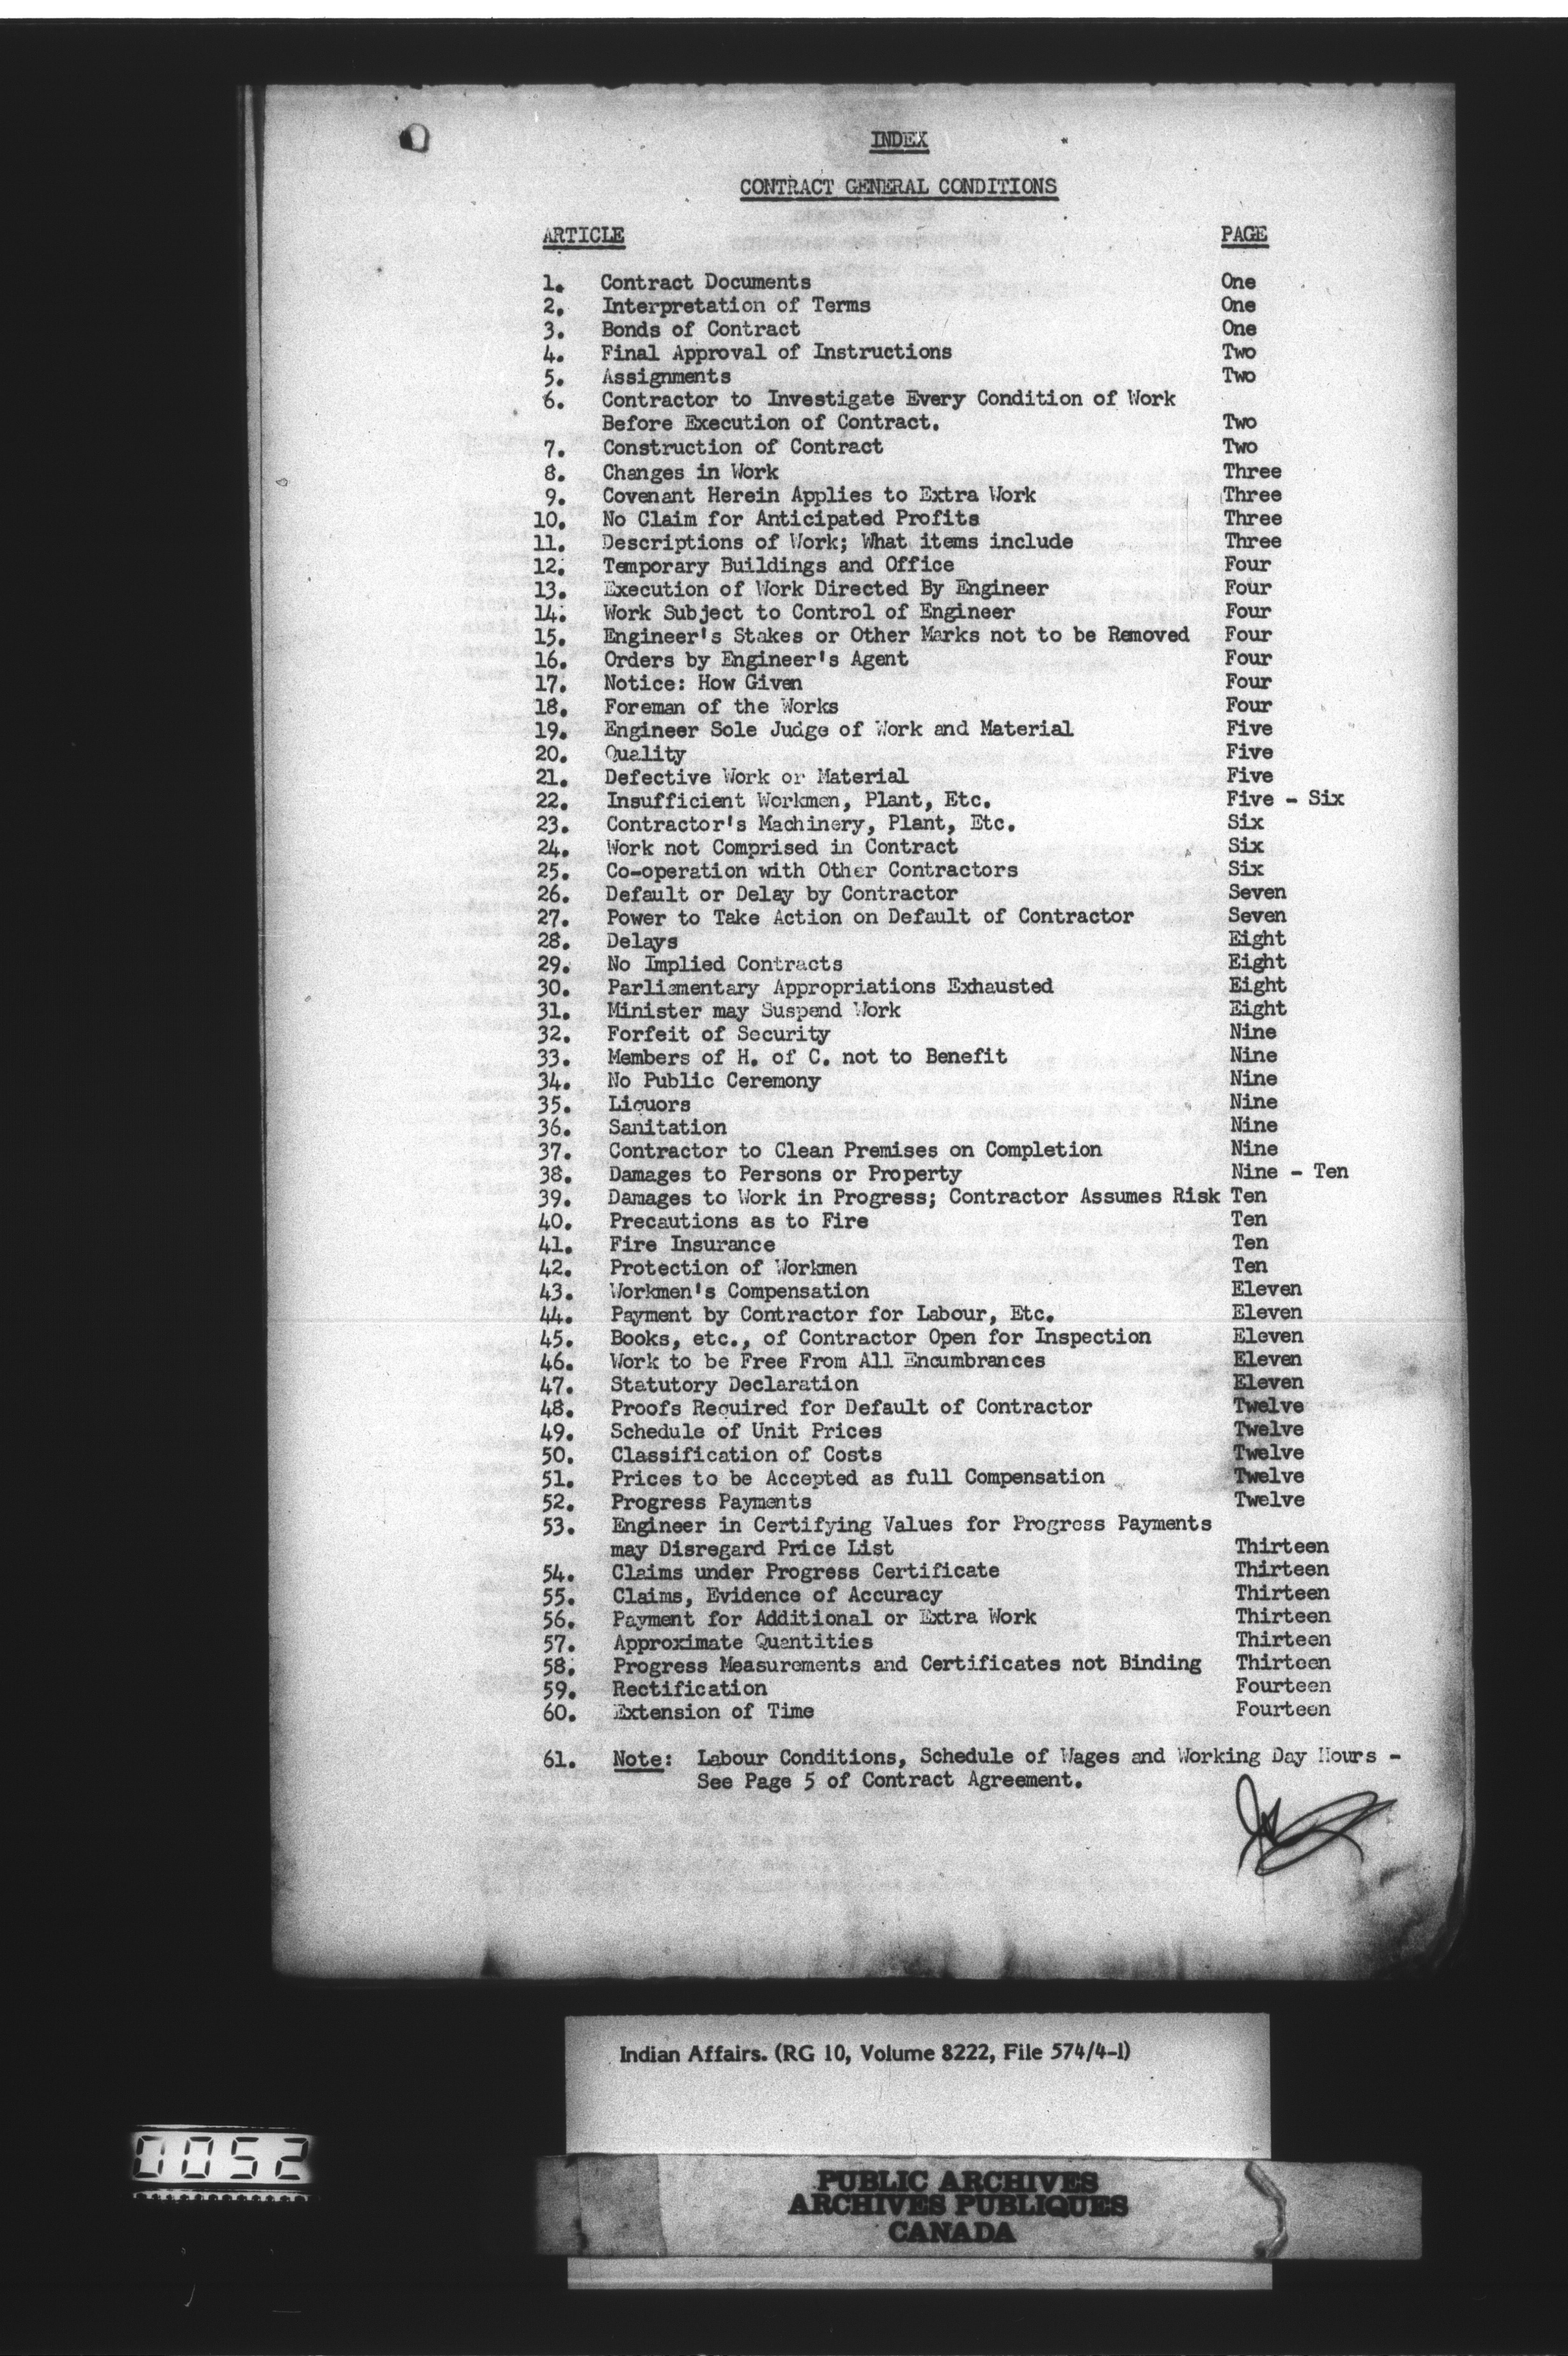 INDEX
CONTRACT GENERAL CONDITIONS
ARTICLE PAGE
1. Contract Documents One
2. Interpretation of Terms One
3. Bonds of Contract One
4. Final Approval of Instructions Two
5. Assignments Two
6. Contractor to Investigate Every Condition of Work
Before Execution of Contract. Two
7. Construction of Contract Two
8. Changes in Work Three
9. Covenant Herein Applies to Extra Work Three
10. No Claim for Anticipated Profits Three
11. Descriptions of Work; What items include Three
12. Temporary Buildings and Office Four
13. Execution of Work Directed By Engineer Four
14. Work Subject to Control of Engineer Four
15. Engineer's Stakes or Other Marks not to be Removed Four
16. Orders by Engineer's Agent Four
17. Notice: How Given Four
18. Foreman of the Works Four
19. Engineer Sole Judge of Work and Material Five
20. Quality Five
21. Defective Work or Material Five
22. Insufficient Workmen, Plant, Etc. Five - Six
23. Contractor's Machinery, Plant, Etc. Six
24. Work not Comprised in Contract Six
25. Co-operation with Other Contractors Six
26. Default or Delay by Contractor Seven
27. Power to Take Action on Default of Contractor Seven
28. Delays Eight
29. No Implied Contracts Eight
30. Parliamentary Appropriations Exhausted Eight
31. Minister may Suspend Work Eight
32. Forfeit of Security Nine
33. Members of H. of C. not to Benefit Nine
34. No Public Ceremony Nine
35. Liquors Nine
36. Sanitation Nine
37. Contractor to Clean Premises on Completion Nine
38. Damages to Persons or Property Nine - Ten
39. Damages to Work in Progress; Contractor Assumes Risk Ten
40. Precautions as to Fire Ten
41. Fire Insurance Ten
42. Protection of Workmen Ten
43. Workmen's Compensation Eleven
44. Payment by Contractor for Labour, Etc. Eleven
45. Books, etc., of Contractor Open for Inspection Eleven
46. Work to be Free From All Encumbrances Eleven
47. Statutory Declaration Eleven
48. Proofs Required for Default of Contractor Twelve
49. Schedule of Unit Prices Twelve
50. Classification of Costs Twelve
51. Prices to be Accepted as full Compensation Twelve
52. Progress Payments Twelve
53. Engineer in Certifying Values for Progress Payments
may Disregard Price List Thirteen
54. Claims under Progress Certificate Thirteen
55. Claims, Evidence of Accuracy Thirteen
56. Payment for Additional or Extra Work Thirteen
57. Approximate Quantities Thirteen
58. Progress Measurements and Certificates not Binding Thirteen
59. Rectification Fourteen
60. Extension of Time Fourteen
61. Note: Labour Conditions, Schedule of Wages and Working Day Hours -
See Page 5 of Contract Agreement.
Indian Affairs. (RG 10, Volume 8222, File 574/4-1)
0052
PUBLIC ARCHIVES
ARCHIVES PUBLIQUES
CANADA